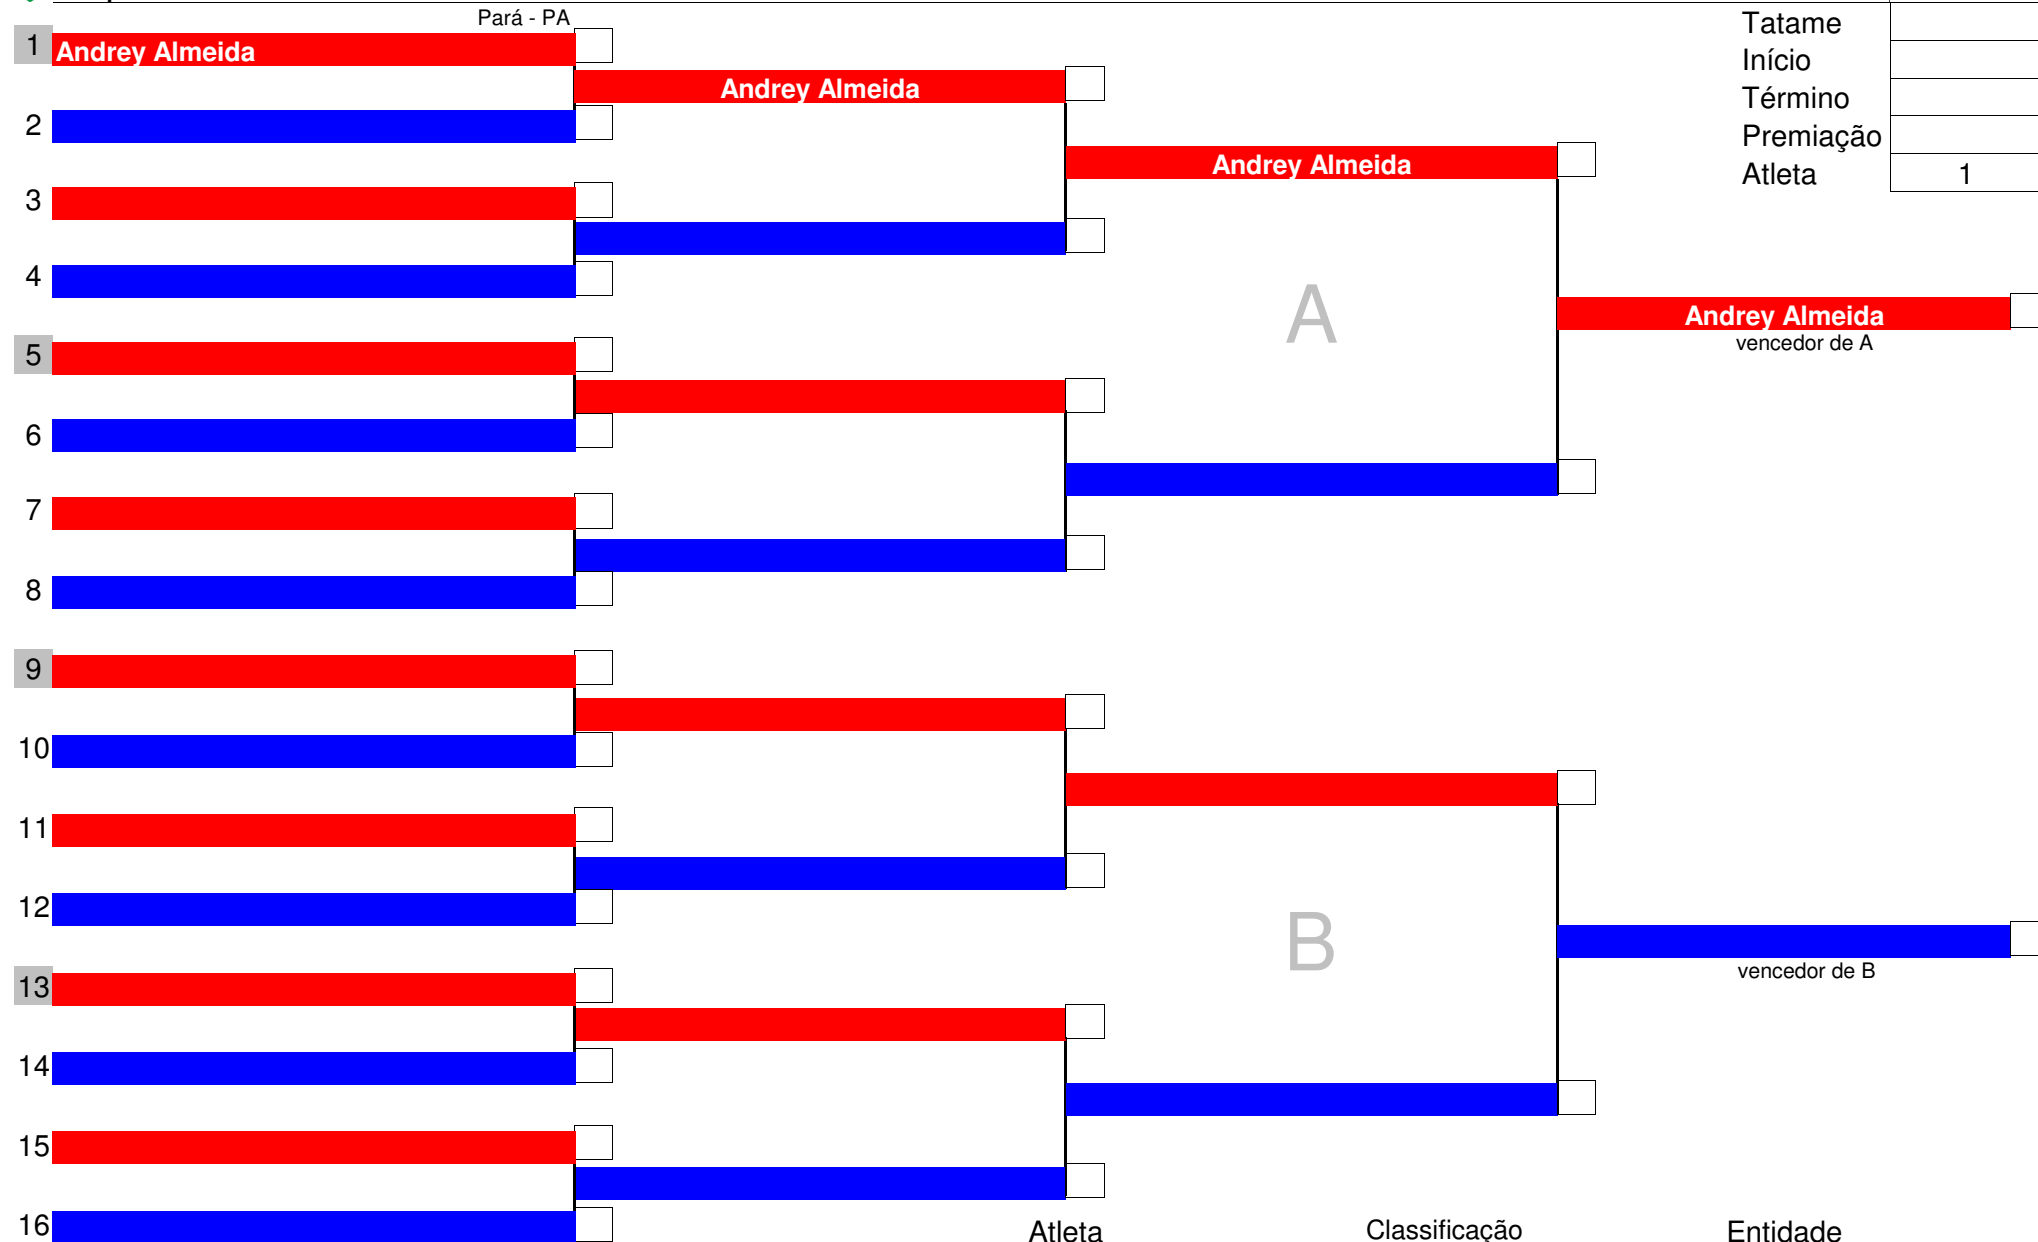 Pará - PA
Tatame
1 Andrey Almeida
Início
Andrey Almeida
Término
2
Premiação
Andrey Almeida
Atleta 1
3
4
A
Andrey Almeida
vencedor de A
5
6
7
8
9
10
11
12
B
vencedor de B
13
14
15
16
Atleta Classificação Entidade